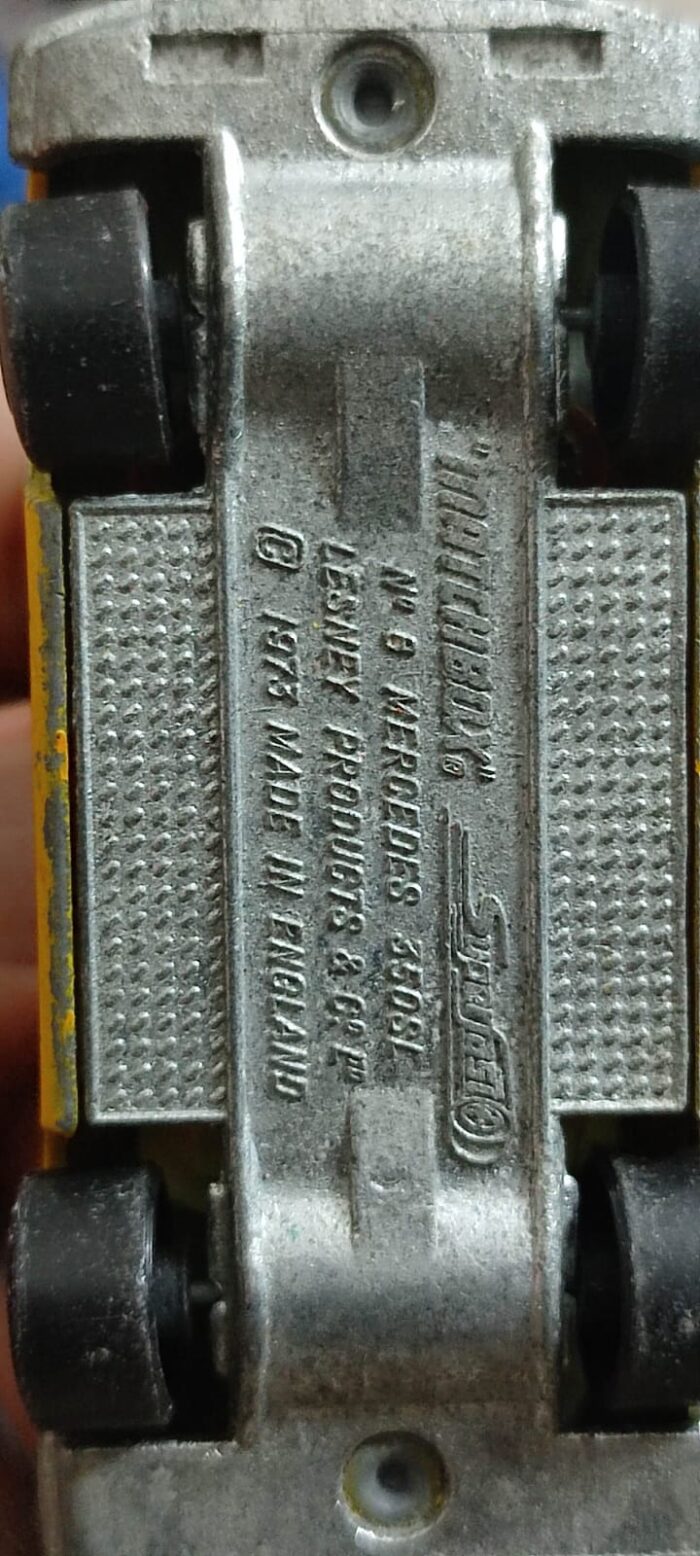 "MATCHBOX"® SUPERFAST®
Nº 6 MERCEDES 350SL
LESNEY PRODUCTS & Cº Lᵀᴰ
© 1973 MADE IN ENGLAND